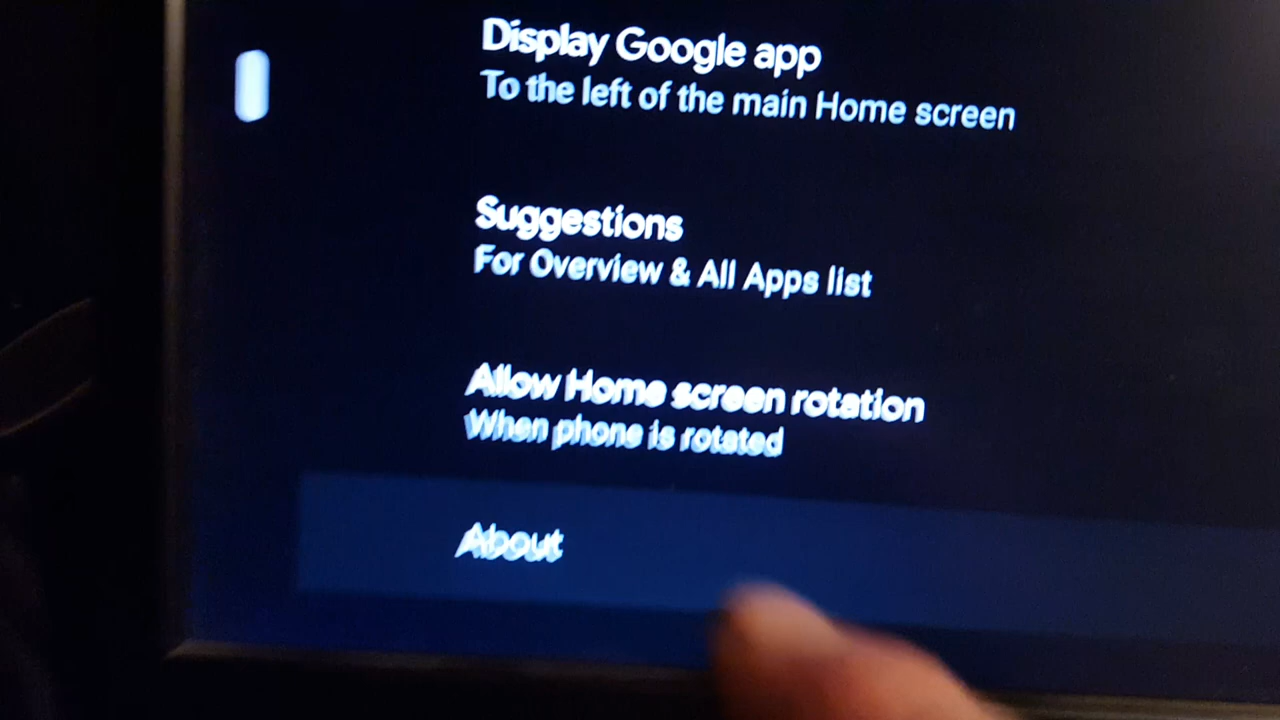 Display Google app
To the left of the main Home screen
Suggestions
For Overview & All Apps list
Allow Home screen rotation
When phone is rotated
About